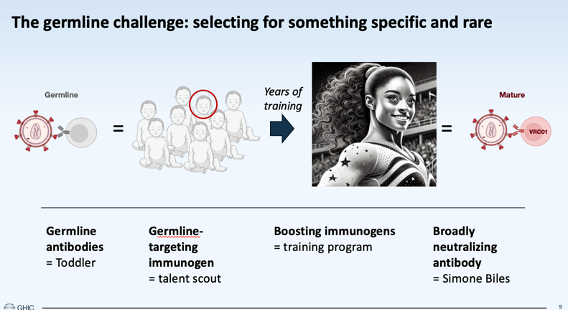 The germline challenge: selecting for something specific and rare
Germline
=
Years of
training
=
Mature
VRC01
Germline
antibodies
= Toddler
Germline-
targeting
immunogen
= talent scout
Boosting immunogens
= training program
Broadly
neutralizing
antibody
= Simone Biles
GHIC
9